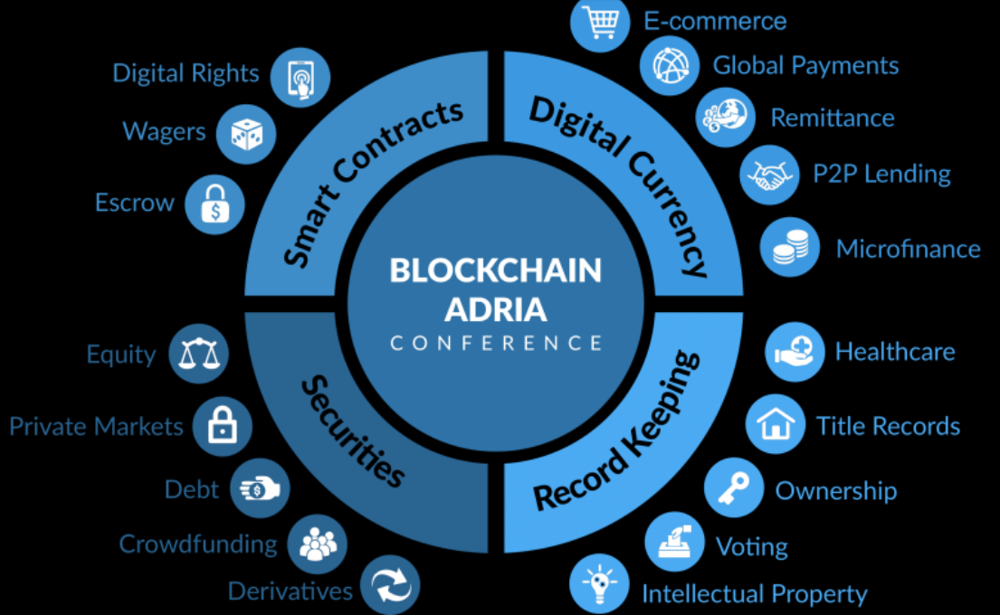 E-commerce
Global Payments
Remittance
P2P Lending
Microfinance
Digital Rights
Wagers
Escrow
Smart Contracts
Digital Currency
BLOCKCHAIN
ADRIA
CONFERENCE
Securities
Record Keeping
Equity
Private Markets
Debt
Crowdfunding
Derivatives
Healthcare
Title Records
Ownership
Voting
Intellectual Property